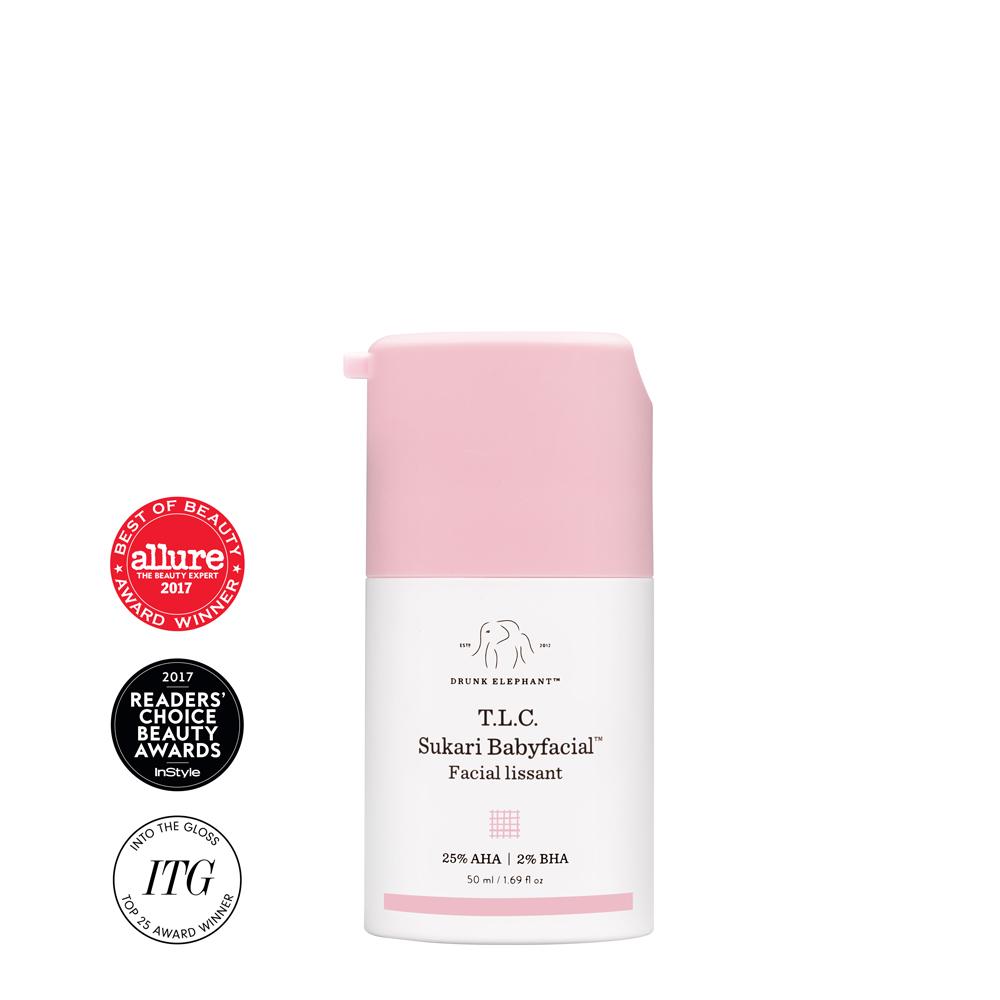 BEST OF BEAUTY
allure
THE BEAUTY EXPERT
2017
AWARD WINNER
2017
READERS'
CHOICE
BEAUTY
AWARDS
InStyle
INTO THE GLOSS
ITG
TOP 25 AWARD WINNER
ESTD 2012
DRUNK ELEPHANT™
T.L.C.
Sukari Babyfacial™
Facial lissant
25% AHA | 2% BHA
50 ml / 1.69 fl oz